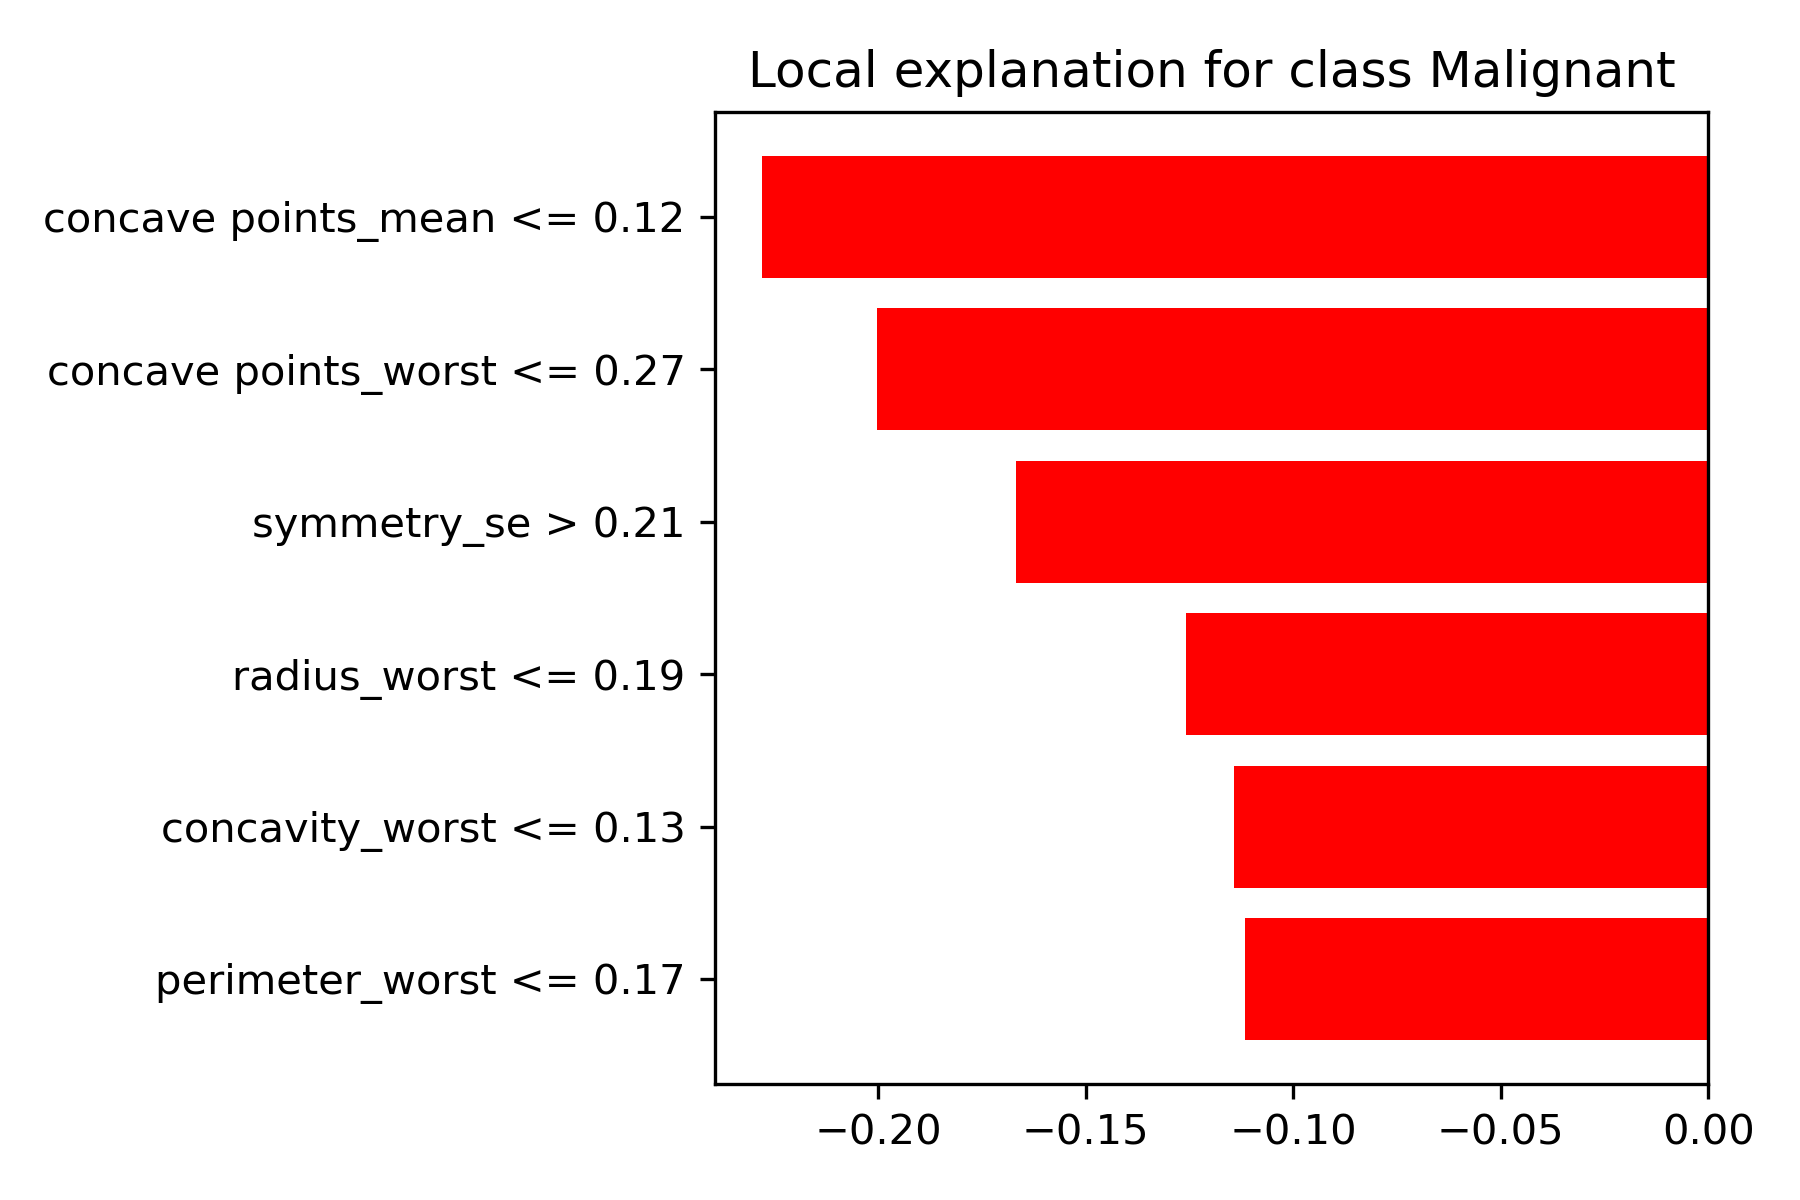 Local explanation for class Malignant
concave points_mean <= 0.12
concave points_worst <= 0.27
symmetry_se > 0.21
radius_worst <= 0.19
concavity_worst <= 0.13
perimeter_worst <= 0.17
−0.20 −0.15 −0.10 −0.05 0.00